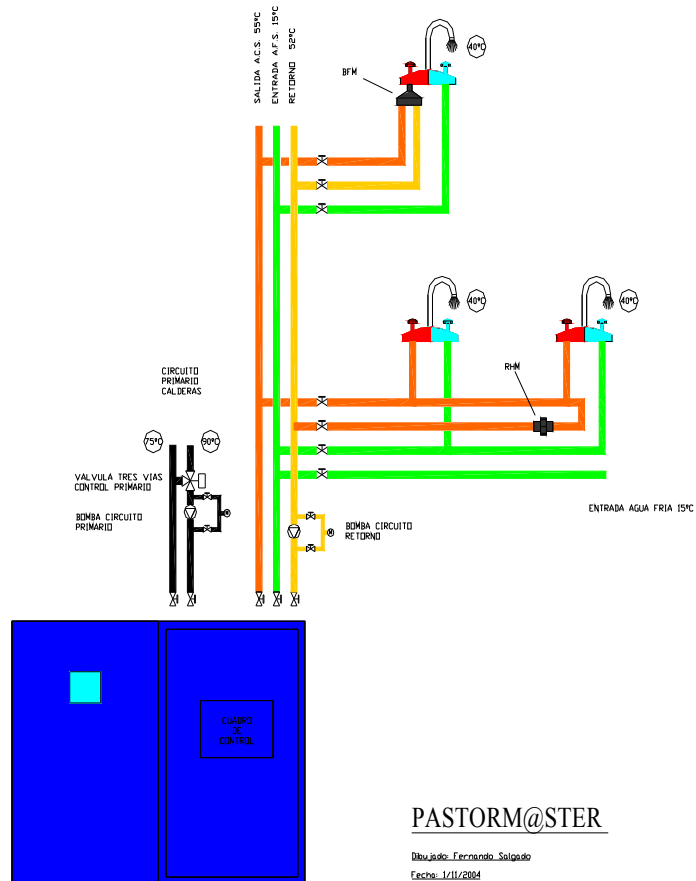 SALIDA A.C.S. 55ºC
ENTRADA A.F.S. 15ºC
RETORNO 52ºC
40ºC
BFM
40ºC
40ºC
RHM
CIRCUITO
PRIMARIO
CALDERAS
75ºC
90ºC
VALVULA TRES VIAS
CONTROL PRIMARIO
BOMBA CIRCUITO
PRIMARIO
M
BOMBA CIRCUITO
RETORNO
M
ENTRADA AGUA FRIA 15ºC
CUADRO
DE
CONTROL
PASTORM@STER
Dibujado: Fernando Salgado
Fecha: 1/11/2004